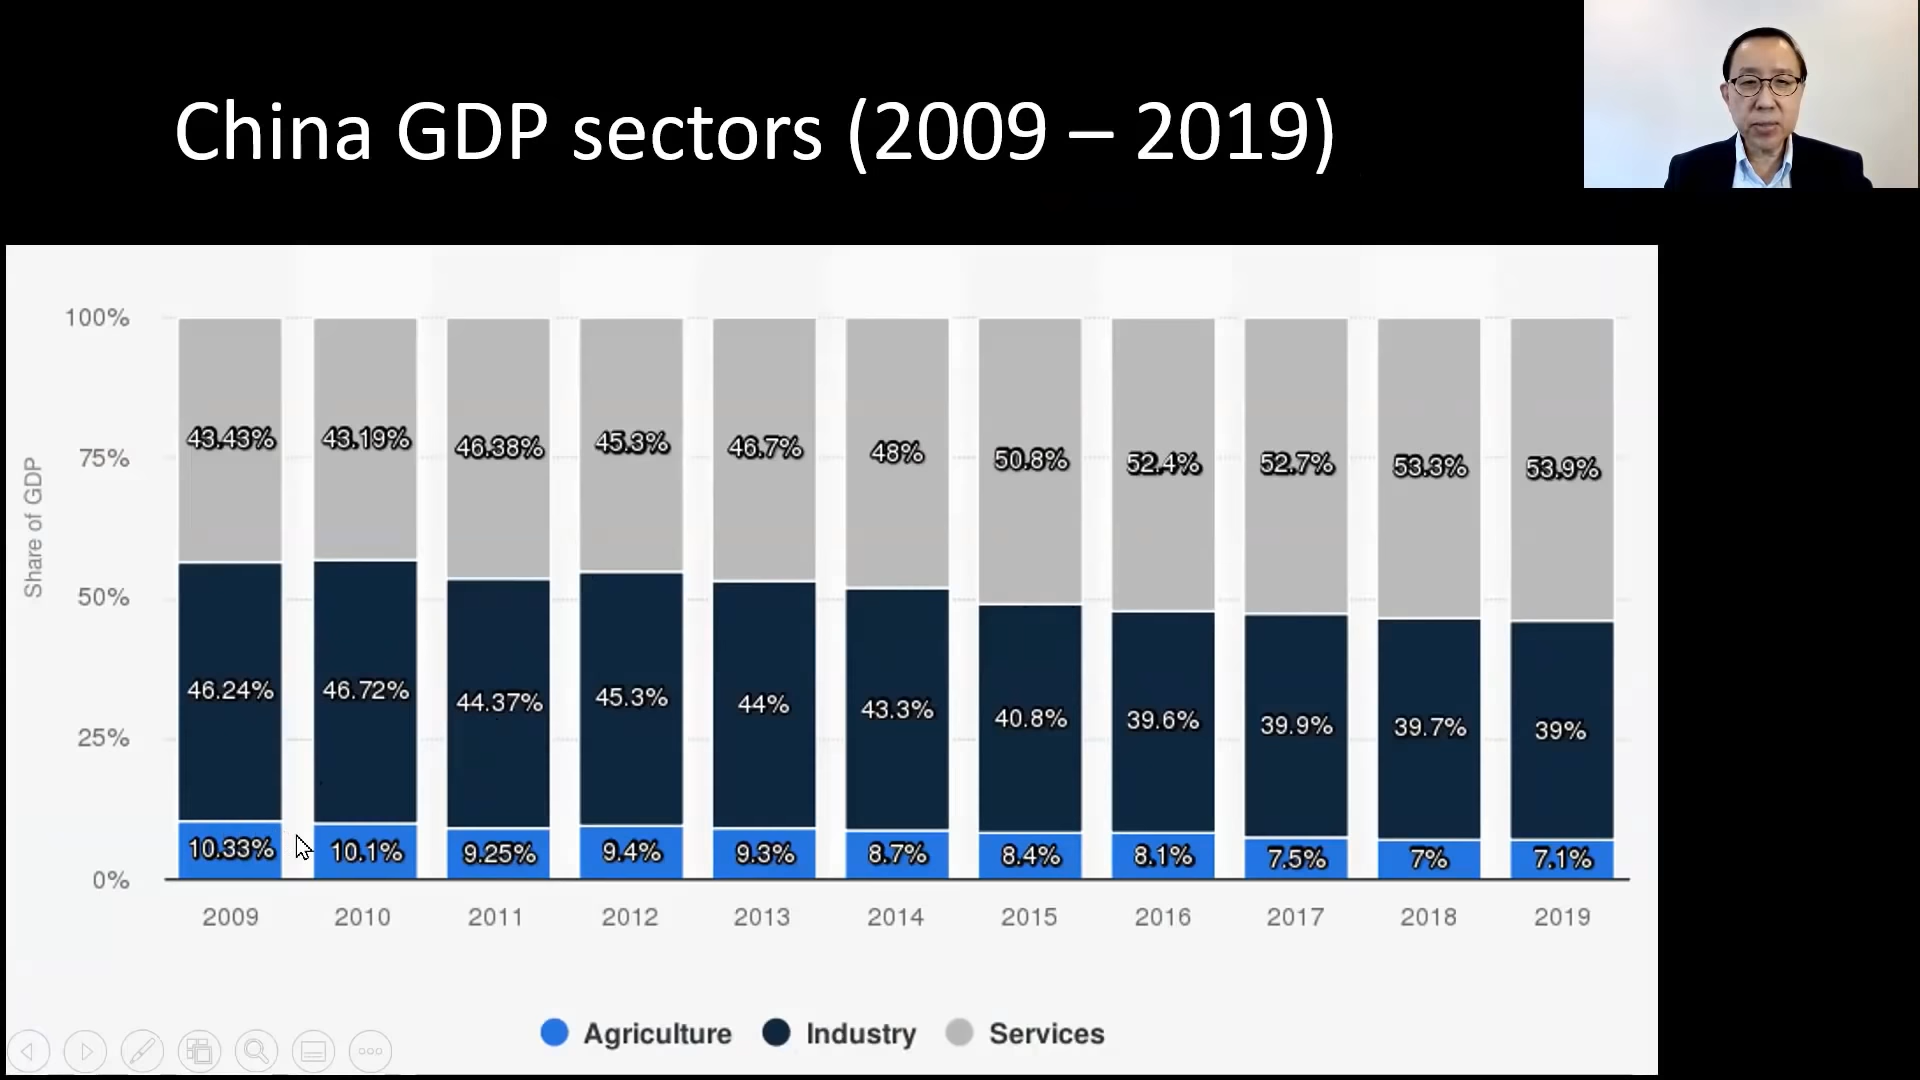 China GDP sectors (2009 – 2019)
Share of GDP
100%
75%
50%
25%
0%
43.43% 43.19% 46.38% 45.3% 46.7% 48% 50.8% 52.4% 52.7% 53.3% 53.9%
46.24% 46.72% 44.37% 45.3% 44% 43.3% 40.8% 39.6% 39.9% 39.7% 39%
10.33% 10.1% 9.25% 9.4% 9.3% 8.7% 8.4% 8.1% 7.5% 7% 7.1%
2009 2010 2011 2012 2013 2014 2015 2016 2017 2018 2019
Agriculture Industry Services